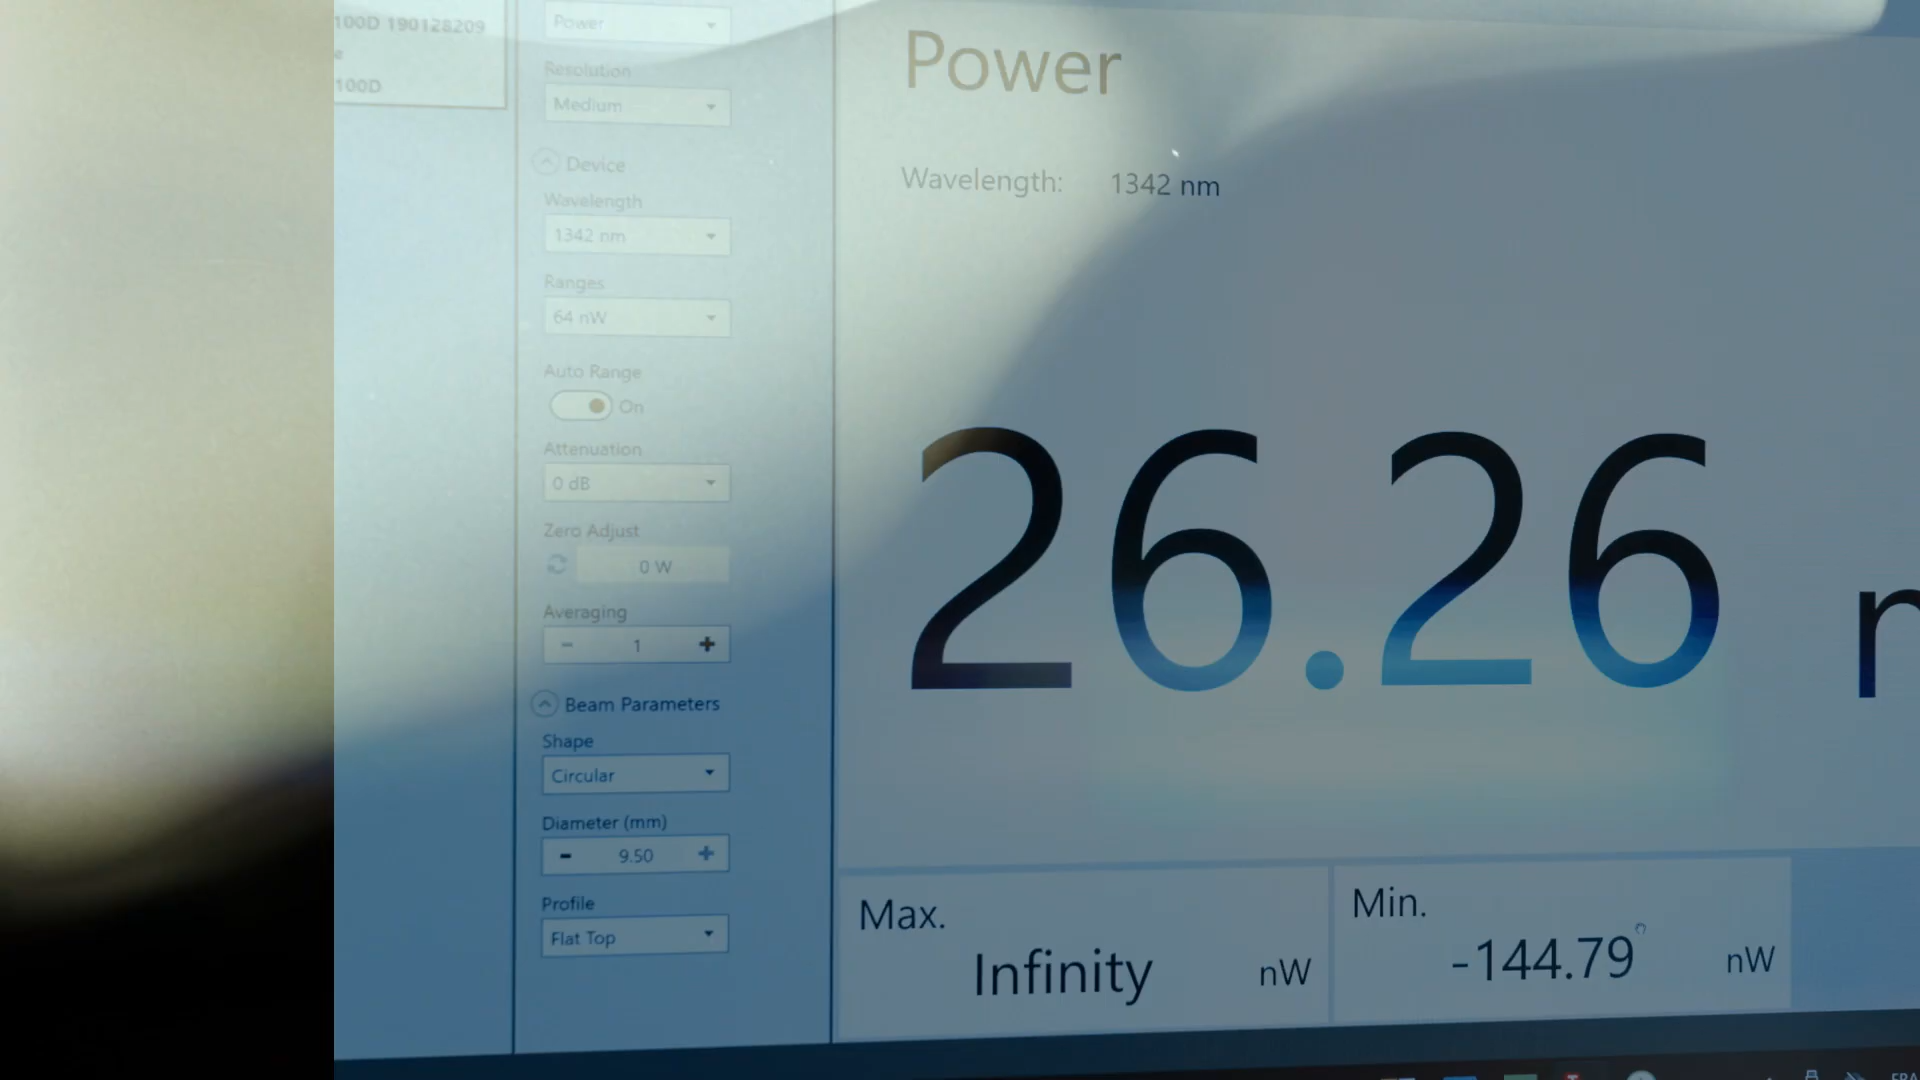 100D 190128209
e
100D
Power
Resolution
Medium
Device
Wavelength
1342 nm
Ranges
64 nW
Auto Range
On
Attenuation
0 dB
Zero Adjust
0 W
Averaging
- 1 +
Beam Parameters
Shape
Circular
Diameter (mm)
- 9.50 +
Profile
Flat Top
Power
Wavelength: 1342 nm
26.26 n
Max.
Infinity nW
Min.
-144.79 nW